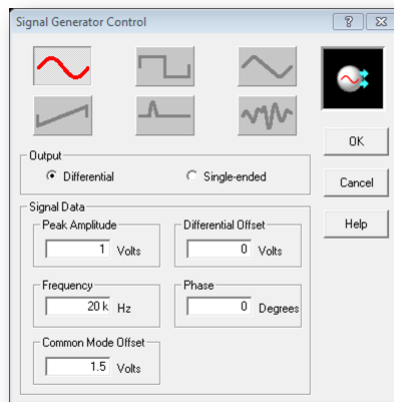 Signal Generator Control
OK
Output
Differential Single-ended
Cancel
Signal Data
Help
Peak Amplitude Differential Offset
1 Volts 0 Volts
Frequency Phase
20 k Hz 0 Degrees
Common Mode Offset
1.5 Volts